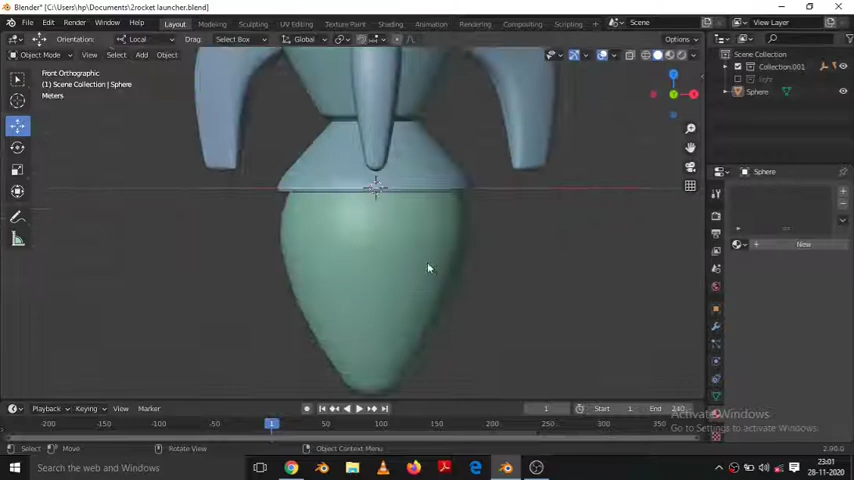 Blender* [C:\Users\hp\Documents\2rocket launcher.blend]
File Edit Render Window Help Layout Modeling Sculpting UV Editing Texture Paint Shading Animation Rendering Compositing Scripting + Scene View Layer
Orientation: Local Drag: Select Box Global Options
Object Mode View Select Add Object
Front Orthographic
(1) Scene Collection | Sphere
Meters
Scene Collection
Collection.001
light
Sphere
Sphere
New
Playback Keying View Marker 1 Start 1 End 240
-200 -150 -100 -50 1 50 100 150 200 250 300 350
Activate Windows
Go to Settings to activate Windows.
Select Move Rotate View Object Context Menu 2.90.0
Search the web and Windows
23:01
28-11-2020